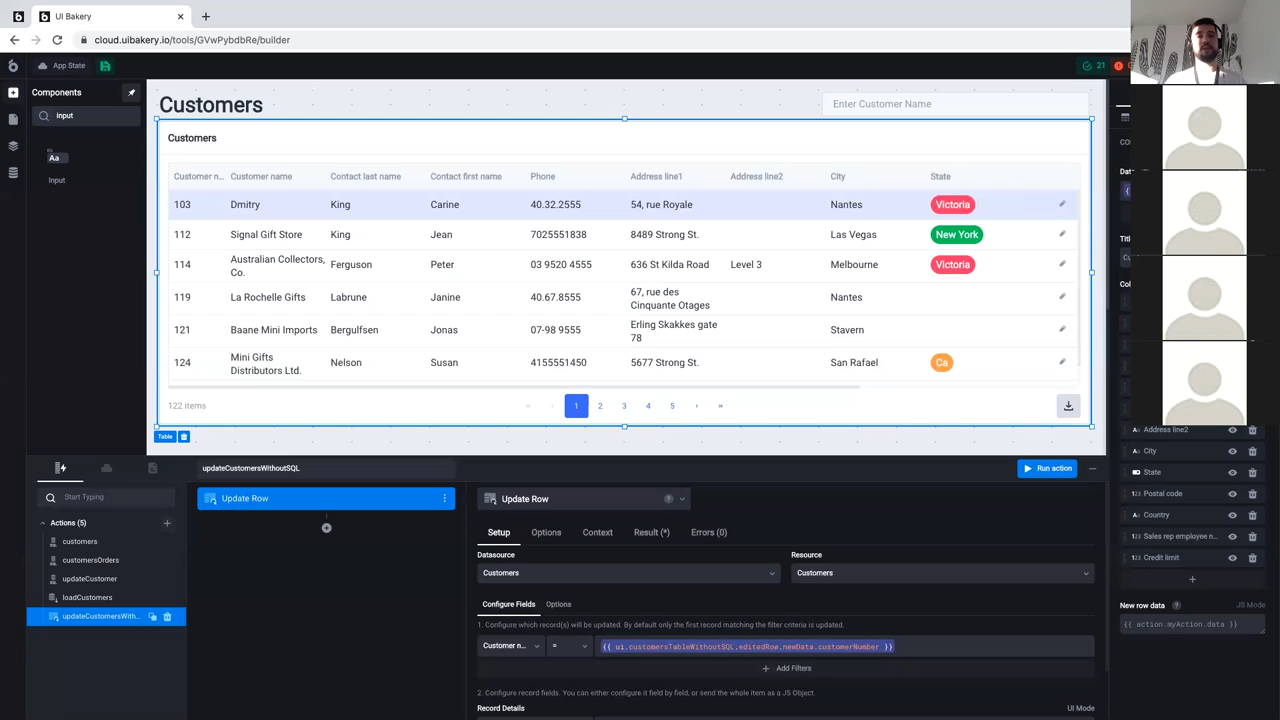 UI Bakery
cloud.uibakery.io/tools/GVwPybdbRe/builder
App State
21
Components
input
Aa
Input
Customers
Enter Customer Name
Customers
Customer n... Customer name Contact last name Contact first name Phone Address line1 Address line2 City State
103 Dmitry King Carine 40.32.2555 54, rue Royale Nantes Victoria
112 Signal Gift Store King Jean 7025551838 8489 Strong St. Las Vegas New York
114 Australian Collectors, Co. Ferguson Peter 03 9520 4555 636 St Kilda Road Level 3 Melbourne Victoria
119 La Rochelle Gifts Labrune Janine 40.67.8555 67, rue des Cinquante Otages Nantes
121 Baane Mini Imports Bergulfsen Jonas 07-98 9555 Erling Skakkes gate 78 Stavern
124 Mini Gifts Distributors Ltd. Nelson Susan 4155551450 5677 Strong St. San Rafael Ca
122 items « ‹ 1 2 3 4 5 › »
Table
Address line2
City
State
123 Postal code
Country
123 Sales rep employee n...
123 Credit limit
New row data ? JS Mode
{{ action.myAction.data }}
updateCustomersWithoutSQL
Run action
Start Typing
Actions (5)
customers
customersOrders
updateCustomer
loadCustomers
updateCustomersWith...
Update Row
Update Row
Setup Options Context Result (*) Errors (0)
Datasource Resource
Customers Customers
Configure Fields Options
1. Configure which record(s) will be updated. By default only the first record matching the filter criteria is updated.
Customer n... = {{ ui.customersTableWithoutSQL.editedRow.newData.customerNumber }}
Add Filters
2. Configure record fields. You can either configure it field by field, or send the whole item as a JS Object.
Record Details UI Mode